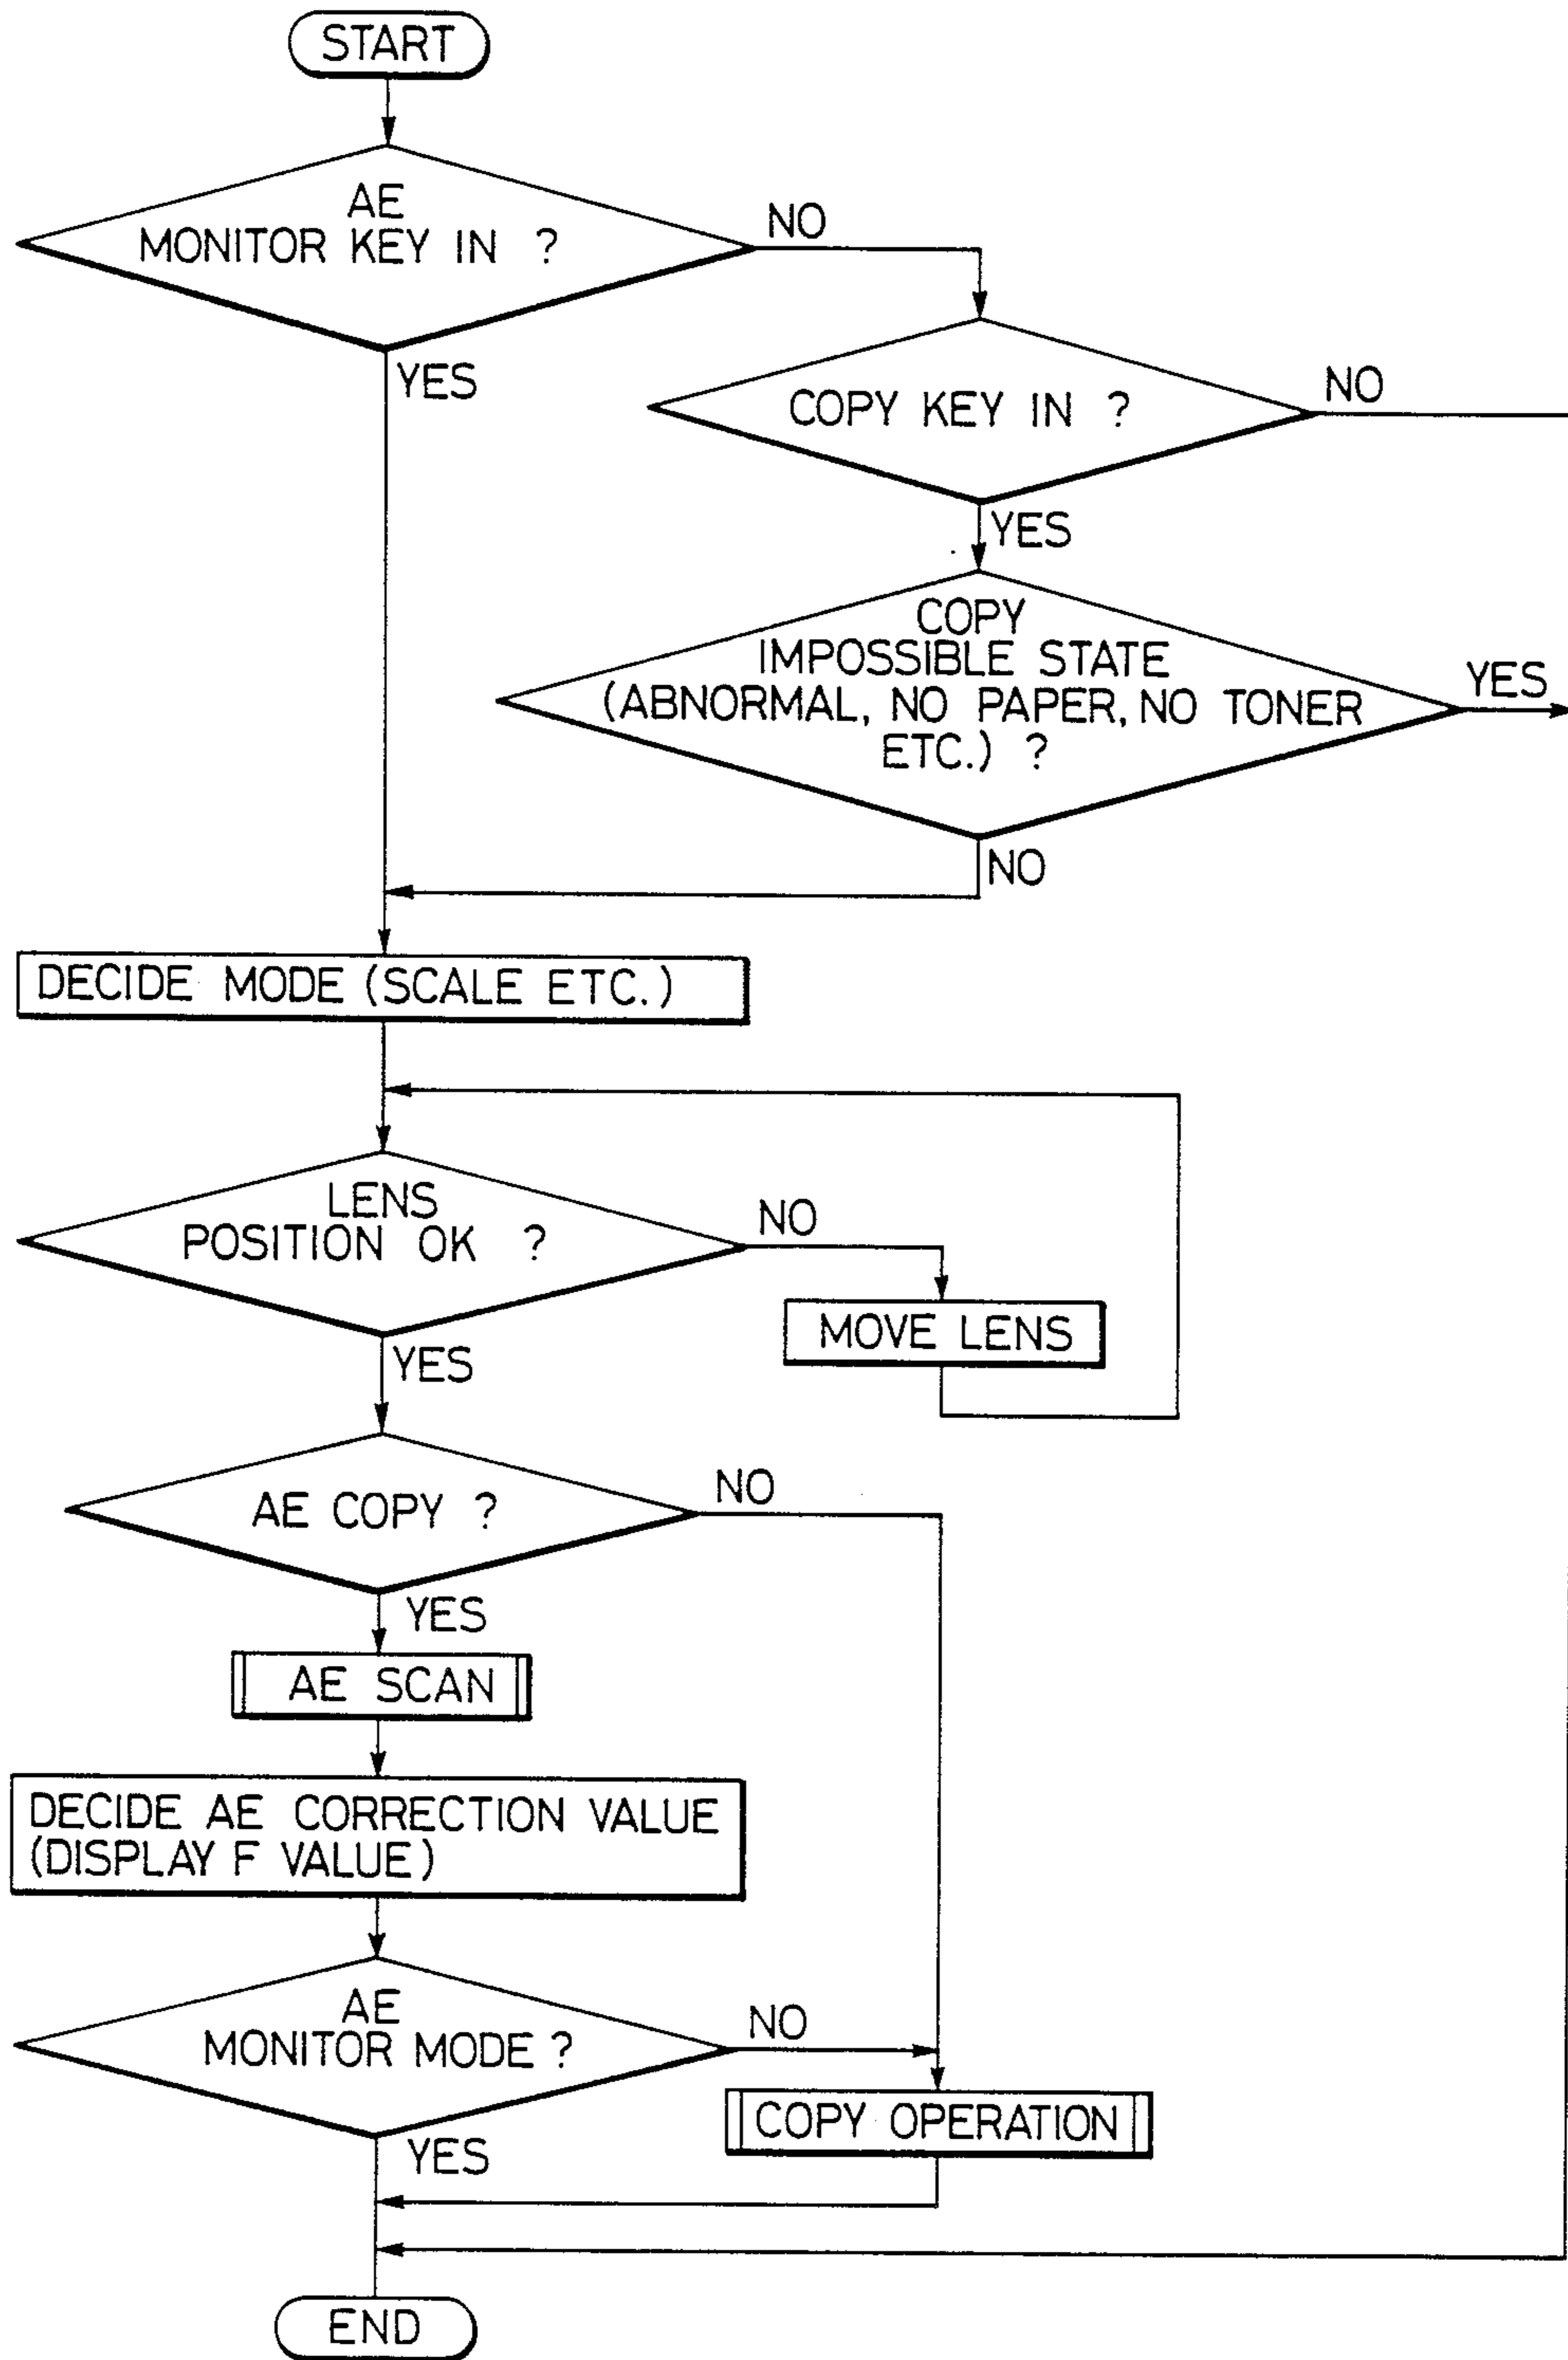 START
AE
MONITOR KEY IN ?
NO
YES
COPY KEY IN ?
NO
YES
COPY
IMPOSSIBLE STATE
(ABNORMAL, NO PAPER, NO TONER
ETC.) ?
YES
NO
DECIDE MODE (SCALE ETC.)
LENS
POSITION OK ?
NO
MOVE LENS
YES
AE COPY ?
NO
YES
AE SCAN
DECIDE AE CORRECTION VALUE
(DISPLAY F VALUE)
AE
MONITOR MODE ?
NO
COPY OPERATION
YES
END